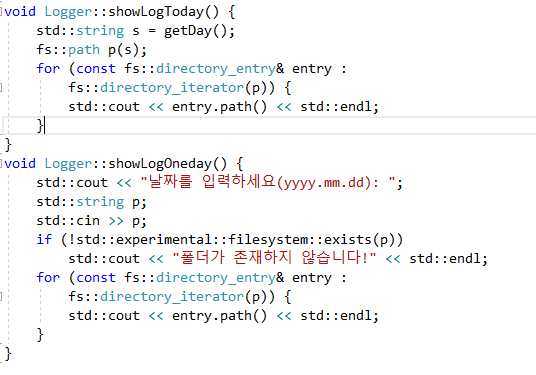 void Logger::showLogToday() {
    std::string s = getDay();
    fs::path p(s);
    for (const fs::directory_entry& entry :
        fs::directory_iterator(p)) {
        std::cout << entry.path() << std::endl;
    }
}
void Logger::showLogOneday() {
    std::cout << "날짜를 입력하세요(yyyy.mm.dd): ";
    std::string p;
    std::cin >> p;
    if (!std::experimental::filesystem::exists(p))
        std::cout << "폴더가 존재하지 않습니다!" << std::endl;
    for (const fs::directory_entry& entry :
        fs::directory_iterator(p)) {
        std::cout << entry.path() << std::endl;
    }
}